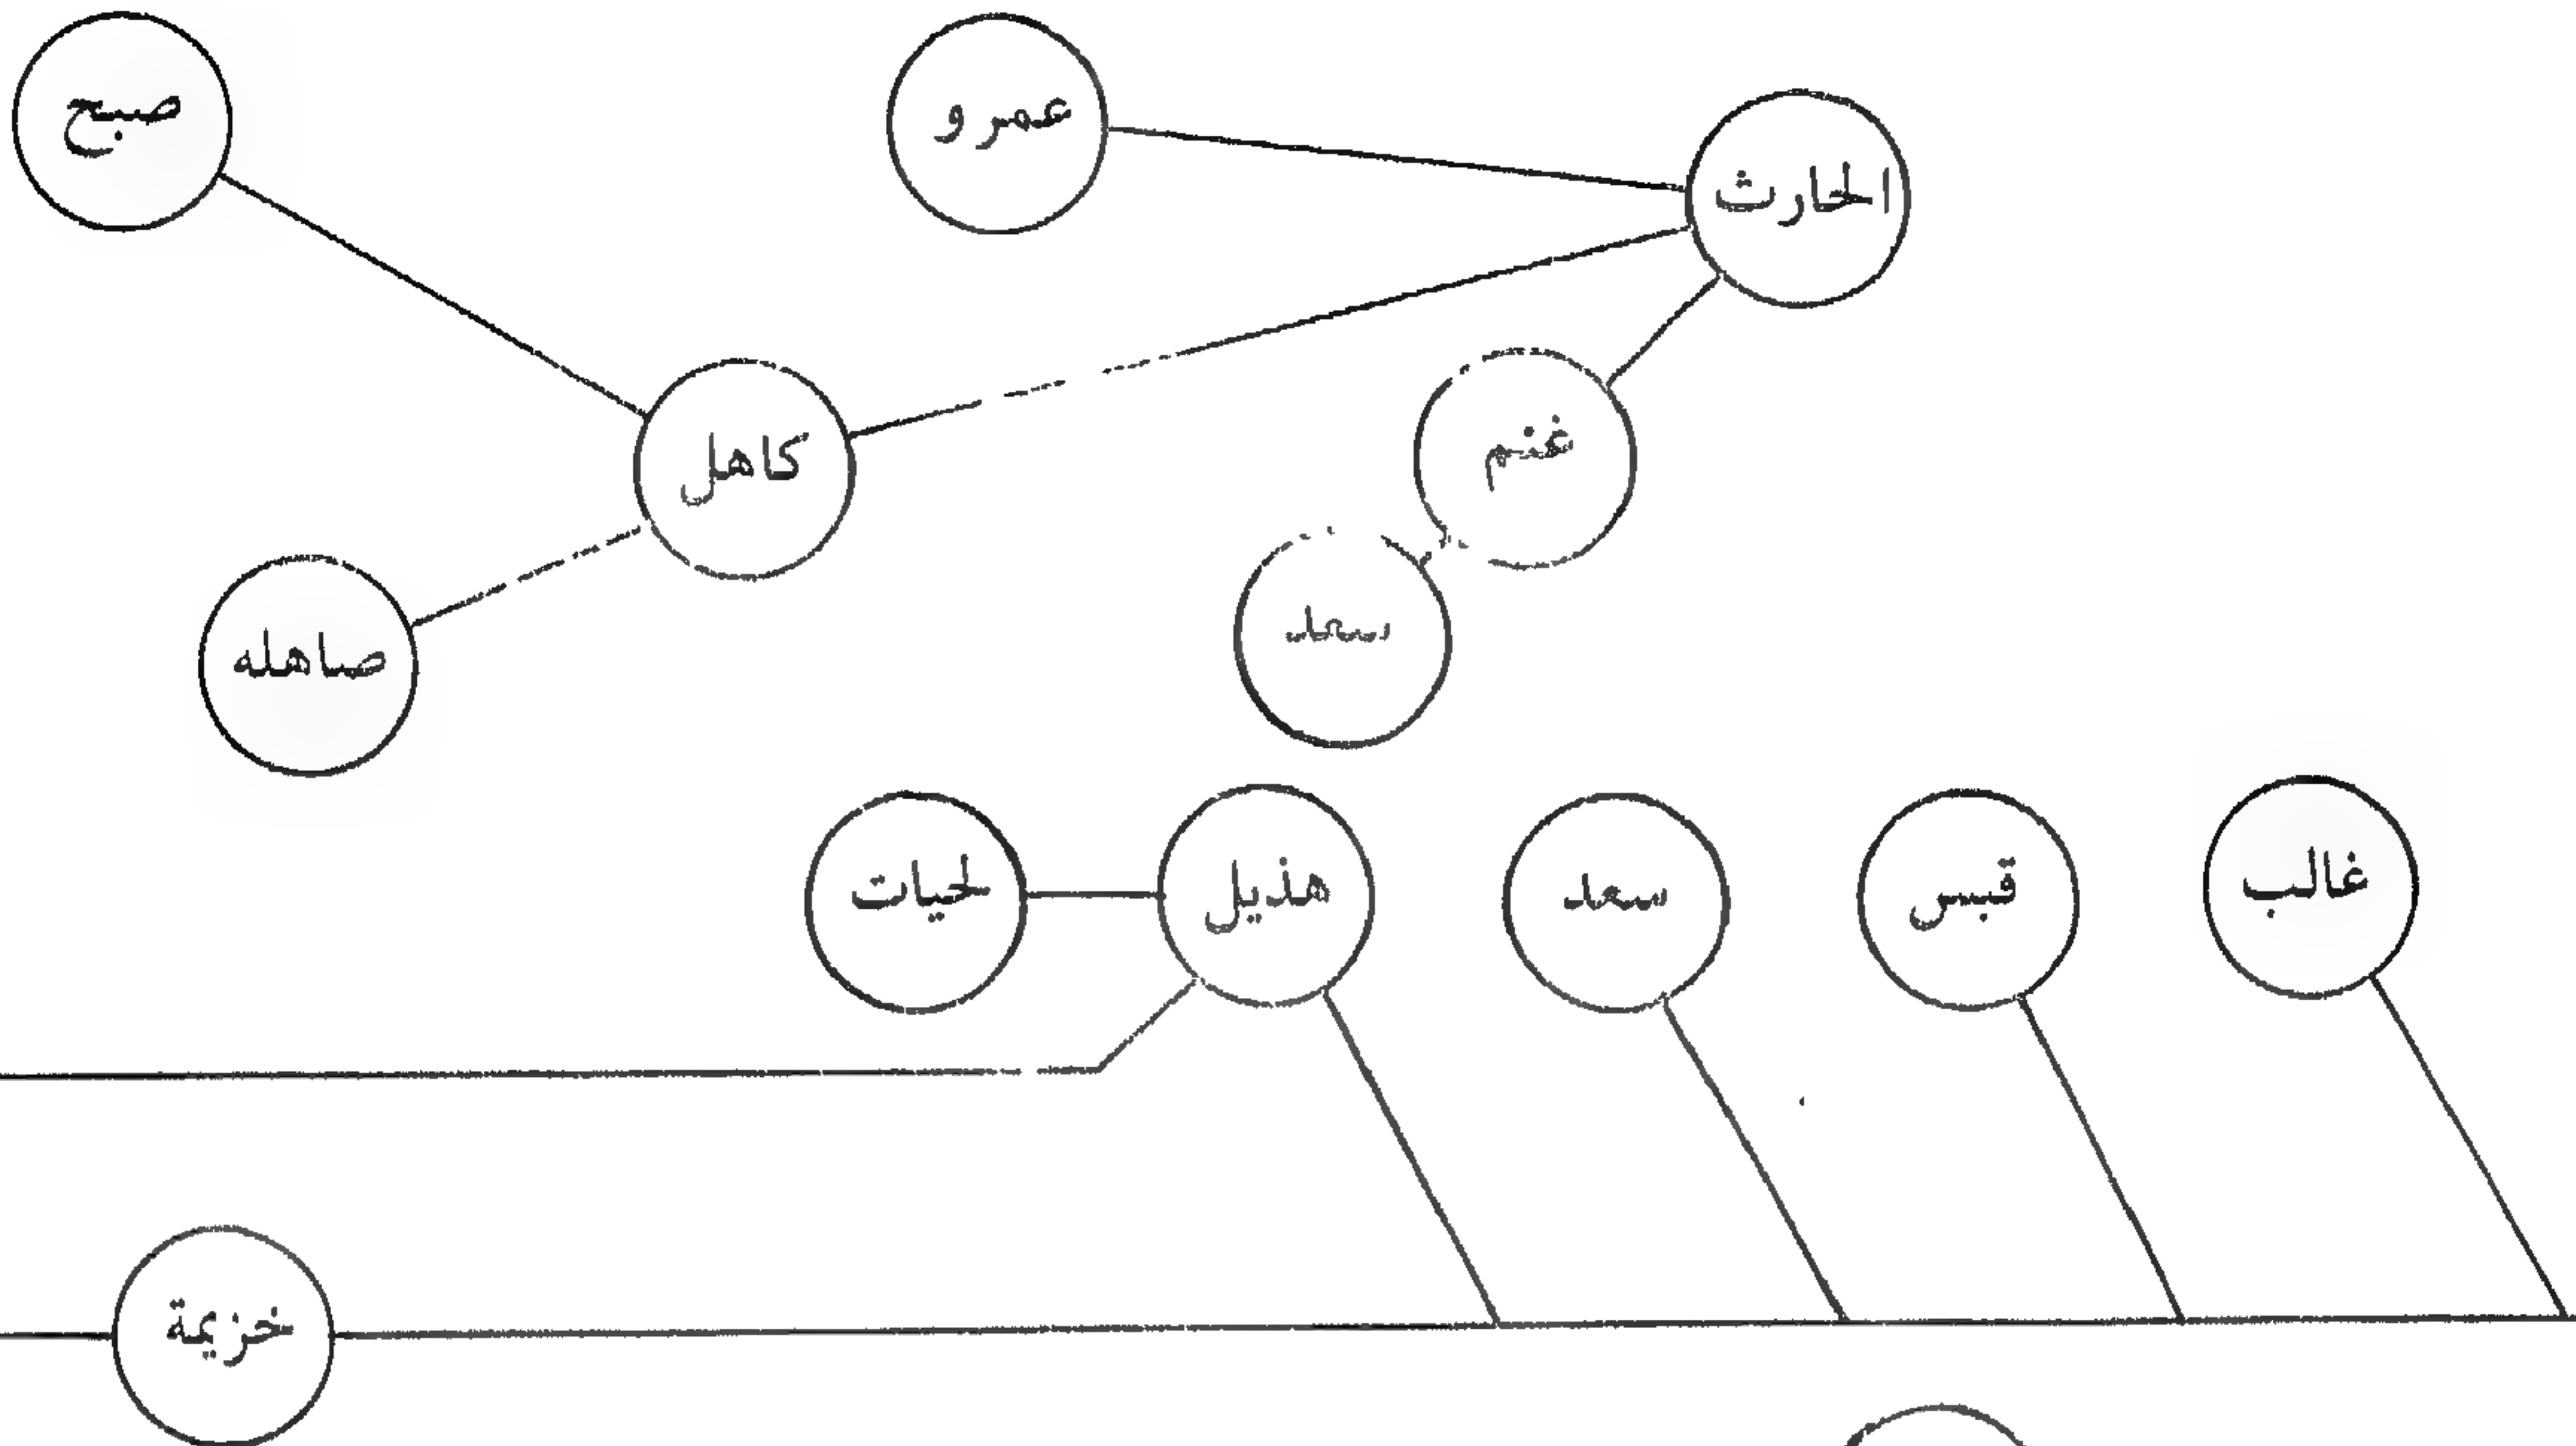 الحارث
عمرو
صبح
غنم
كاهل
سعد
صاهله
غالب
قبس
سعد
هذيل
لحيات
خزيمة